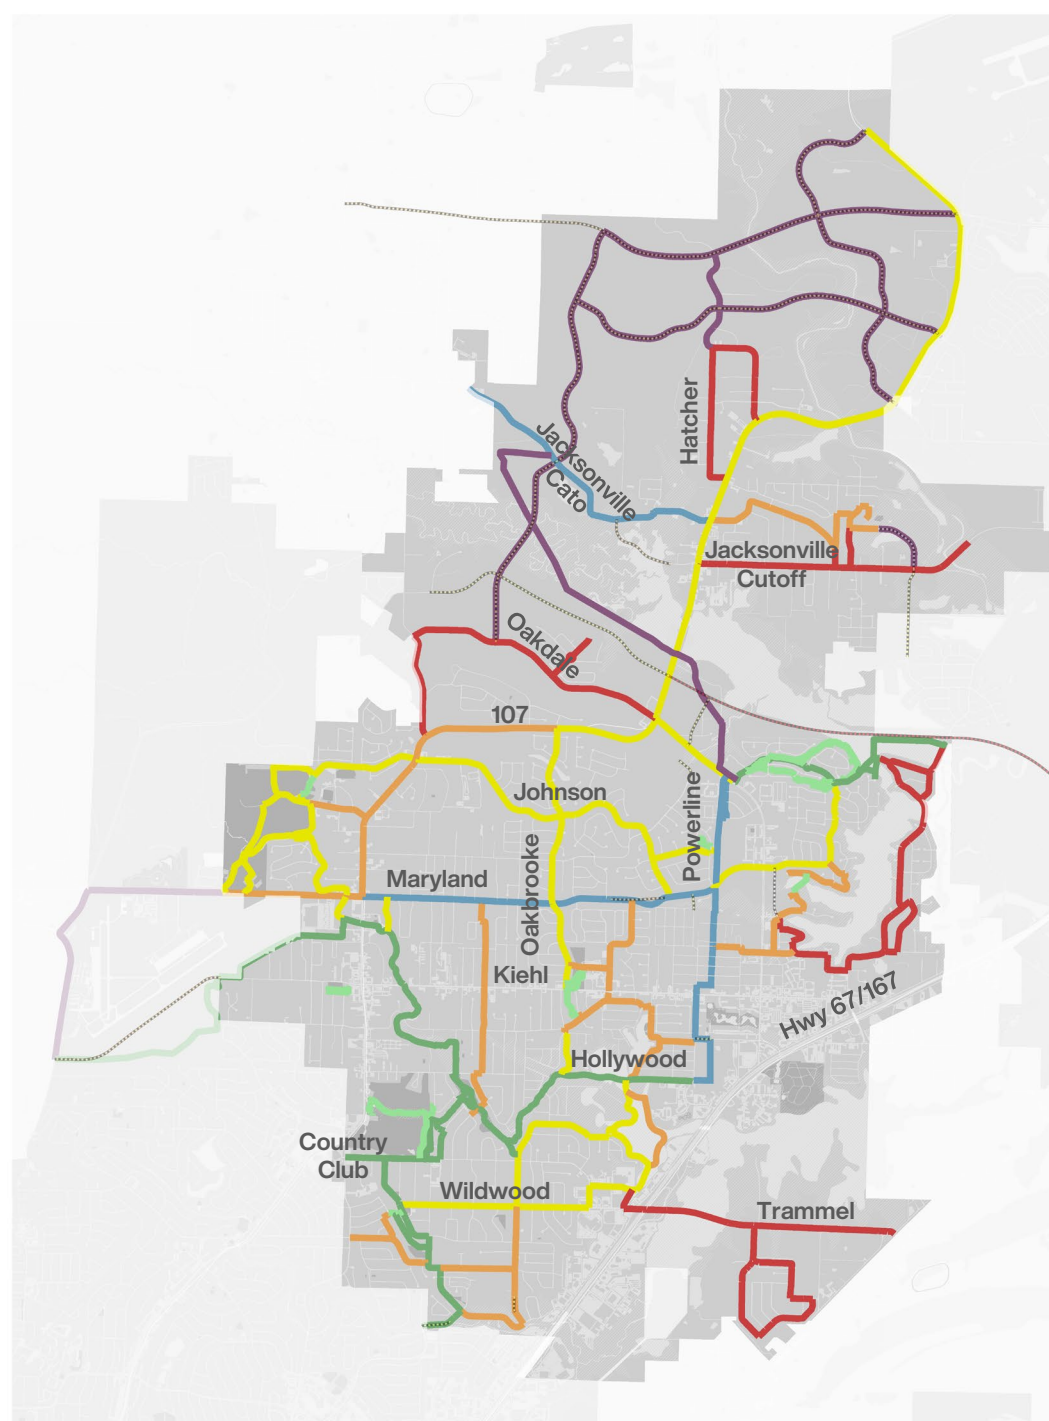 Hatcher
Jacksonville
Cato
Jacksonville
Cutoff
Oakdale
107
Johnson
Powerline
Maryland
Oakbrooke
Kiehl
Hwy 67/167
Hollywood
Country
Club
Wildwood
Trammel